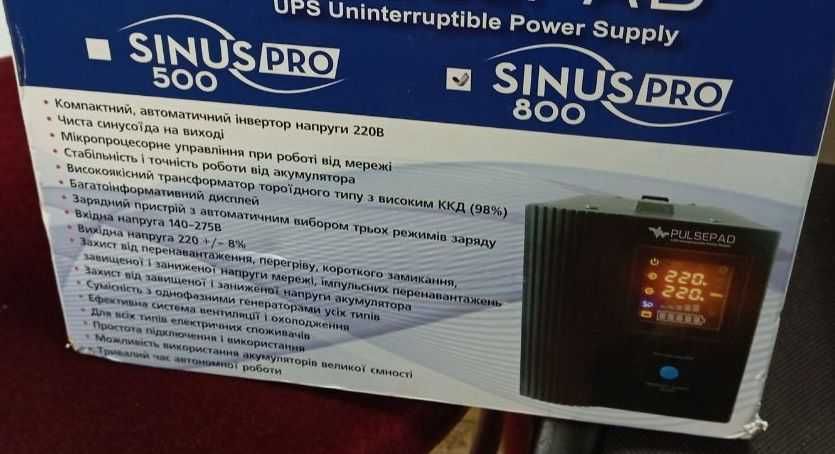 UPS Uninterruptible Power Supply
SINUS PRO
500
SINUS PRO
800
• Компактний, автоматичний інвертор напруги 220В
• Чиста синусоїда на виході
• Мікропроцесорне управління при роботі від мережі
• Стабільність і точність роботи від акумулятора
• Високоякісний трансформатор тороїдного типу з високим ККД (98%)
• Багатоінформативний дисплей
• Зарядний пристрій з автоматичним вибором трьох режимів заряду
• Вхідна напруга 140-275В
• Вихідна напруга 220 +/- 8%
• Захист від перенавантаження, перегріву, короткого замикання,
завищеної і заниженої напруги мережі, імпульсних перенавантажень
• Захист від завищеної і заниженої напруги акумулятора
• Сумісність з однофазними генераторами усіх типів
• Ефективна система вентиляції і охолодження
• Для всіх типів електричних споживачів
• Простота підключення і використання
• Можливість використання акумуляторів великої ємності
• Тривалий час автономної роботи
PULSEPAD
220.
220.